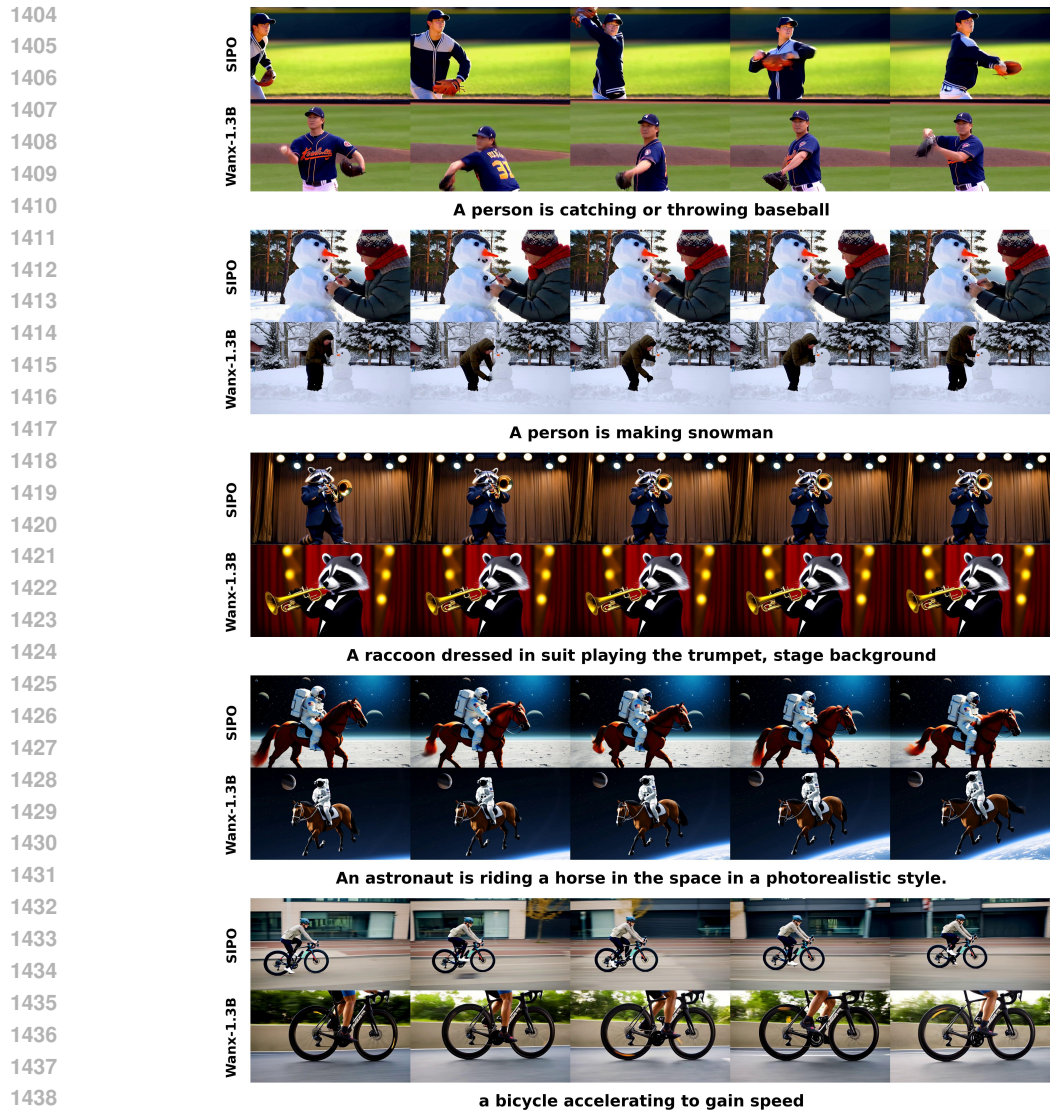 1404
1405
1406
1407
1408
1409
1410
1411
1412
1413
1414
1415
1416
1417
1418
1419
1420
1421
1422
1423
1424
1425
1426
1427
1428
1429
1430
1431
1432
1433
1434
1435
1436
1437
1438
SIPO
Wanx-1.3B
31
A person is catching or throwing baseball
SIPO
Wanx-1.3B
A person is making snowman
SIPO
Wanx-1.3B
A raccoon dressed in suit playing the trumpet, stage background
SIPO
Wanx-1.3B
An astronaut is riding a horse in the space in a photorealistic style.
SIPO
Wanx-1.3B
a bicycle accelerating to gain speed